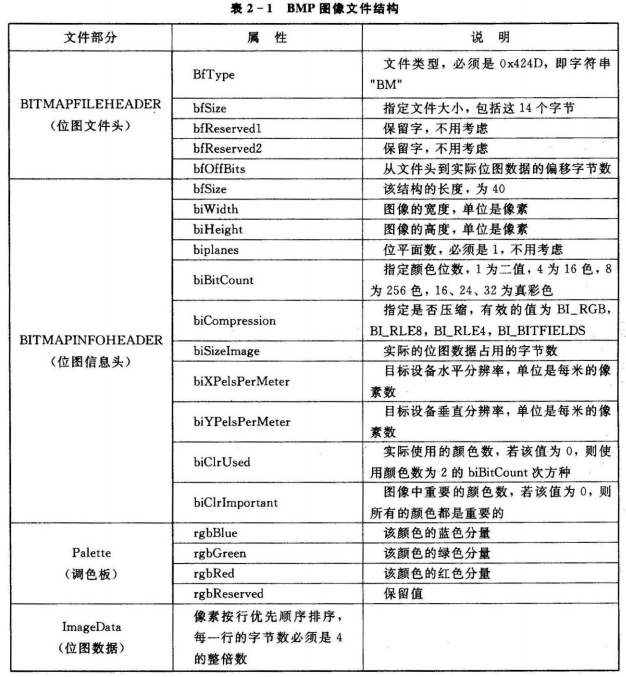 表 2-1 BMP 图像文件结构
文件部分 属 性 说 明
BITMAPFILEHEADER
（位图文件头）
BfType 文件类型，必须是 0x424D，即字符串
"BM"
bfSize 指定文件大小，包括这 14 个字节
bfReserved1 保留字，不用考虑
bfReserved2 保留字，不用考虑
bfOffBits 从文件头到实际位图数据的偏移字节数
BITMAPINFOHEADER
（位图信息头）
bfSize 该结构的长度，为 40
biWidth 图像的宽度，单位是像素
biHeight 图像的高度，单位是像素
biplanes 位平面数，必须是 1，不用考虑
biBitCount 指定颜色位数，1 为二值，4 为 16 色，8
为 256 色，16、24、32 为真彩色
biCompression 指定是否压缩，有效的值为 BI_RGB，
BI_RLE8，BI_RLE4，BI_BITFIELDS
biSizeImage 实际的位图数据占用的字节数
biXPelsPerMeter 目标设备水平分辨率，单位是每米的像
素数
biYPelsPerMeter 目标设备垂直分辨率，单位是每米的像
素数
biClrUsed 实际使用的颜色数，若该值为 0，则使
用颜色数为 2 的 biBitCount 次方种
biClrImportant 图像中重要的颜色数，若该值为 0，则
所有的颜色都是重要的
Palette
（调色板）
rgbBlue 该颜色的蓝色分量
rgbGreen 该颜色的绿色分量
rgbRed 该颜色的红色分量
rgbReserved 保留值
ImageData
（位图数据）
像素按行优先顺序排序，
每一行的字节数必须是 4
的整倍数